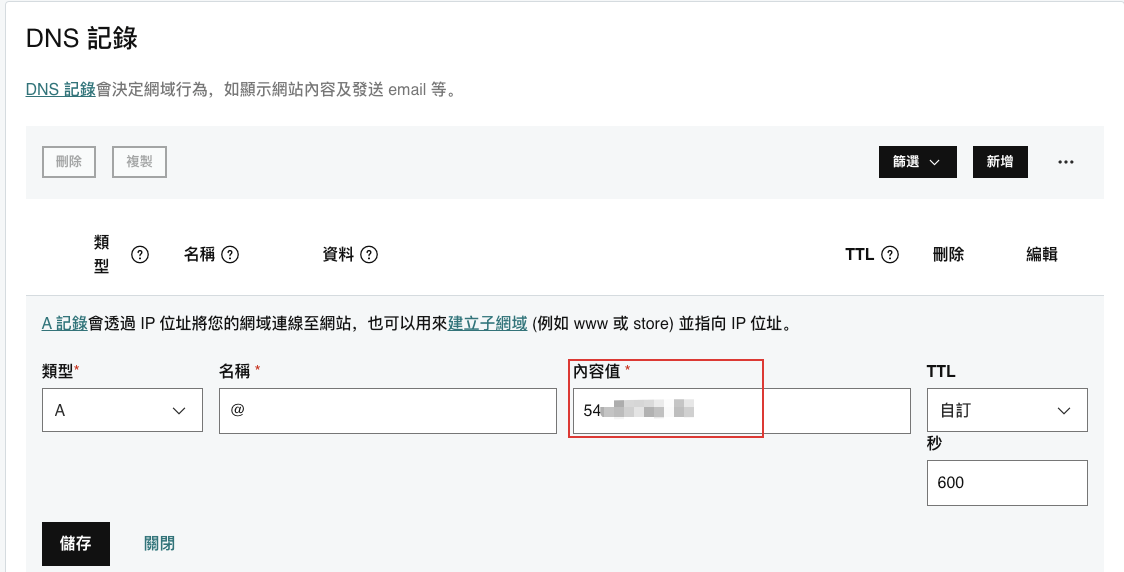 DNS 記錄
DNS 記錄會決定網域行為，如顯示網站內容及發送 email 等。
刪除 複製 篩選 新增 ...
類型 ? 名稱 ? 資料 ? TTL ? 刪除 編輯
A 記錄會透過 IP 位址將您的網域連線至網站，也可以用來建立子網域 (例如 www 或 store) 並指向 IP 位址。
類型* 名稱 * 內容值 * TTL
A @ 54 自訂
秒
600
儲存 關閉